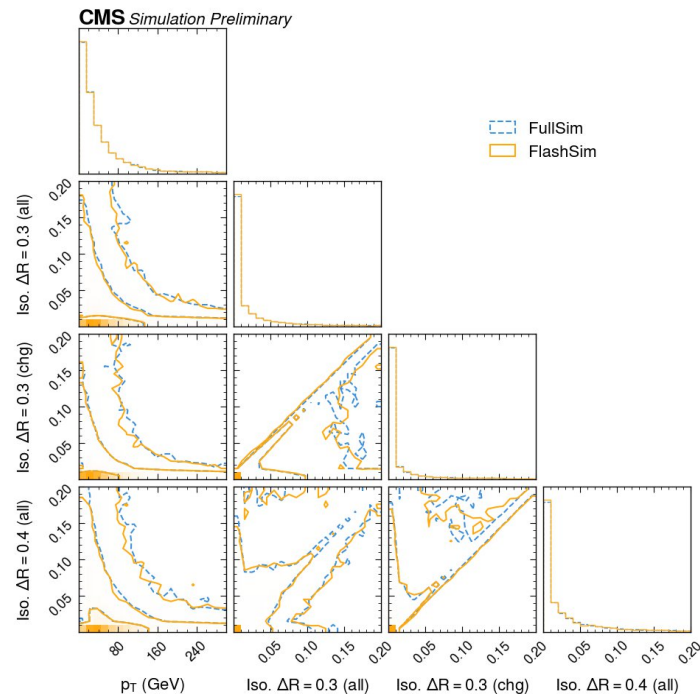 CMS Simulation Preliminary
FullSim
FlashSim
0.20
0.15
0.10
0.05
Iso. ΔR = 0.3 (all)
0.20
0.15
0.10
0.05
Iso. ΔR = 0.3 (chg)
0.20
0.15
0.10
0.05
Iso. ΔR = 0.4 (all)
80 160 240
0.05 0.10 0.15 0.20
0.05 0.10 0.15 0.20
0.05 0.10 0.15 0.20
pT (GeV) Iso. ΔR = 0.3 (all) Iso. ΔR = 0.3 (chg) Iso. ΔR = 0.4 (all)